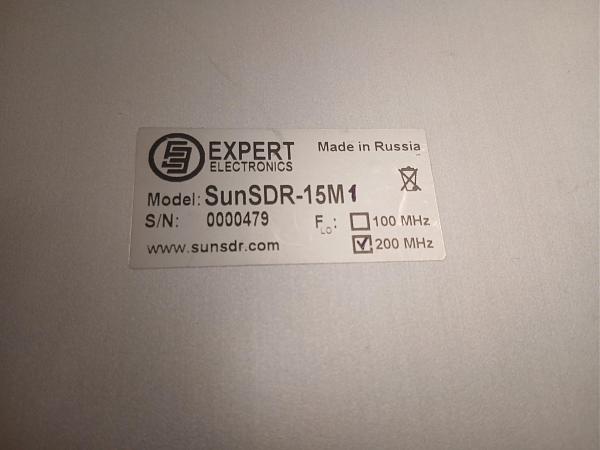 EXPERT
ELECTRONICS
Made in Russia
Model: SunSDR-15M1
S/N: 0000479
F LO: 100 MHz
200 MHz
www.sunsdr.com